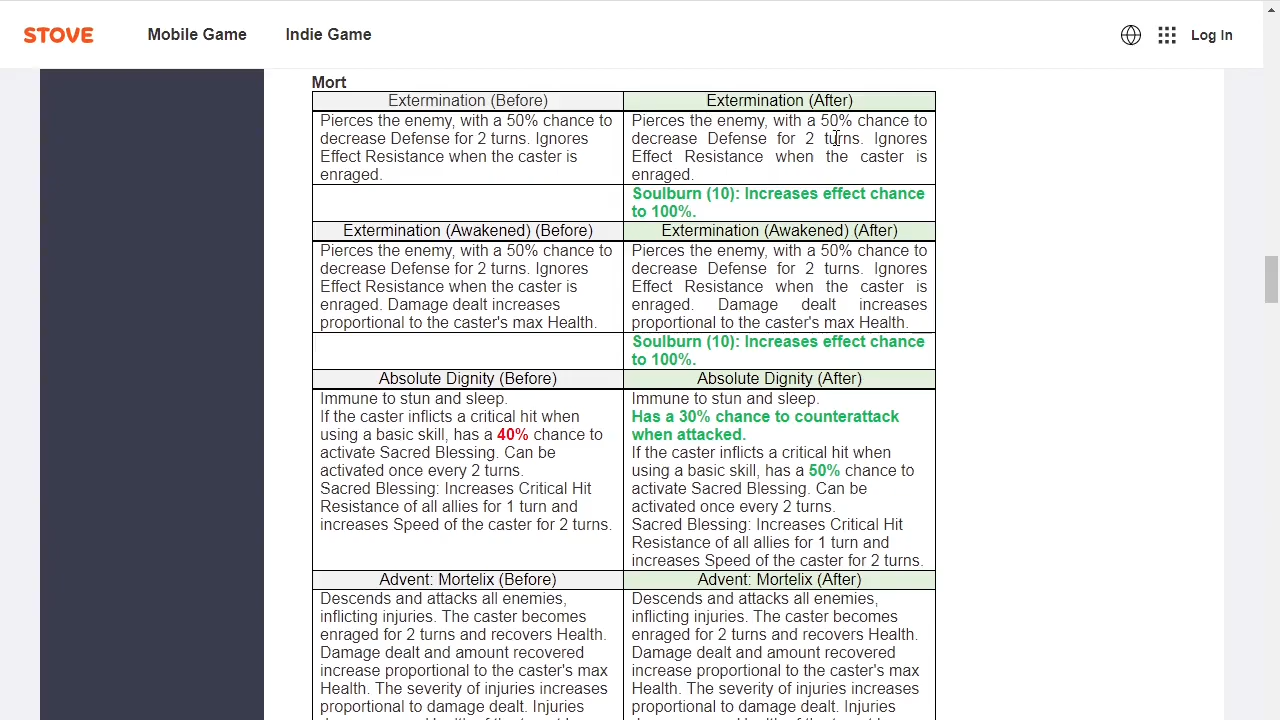 STOVE
Mobile Game
Indie Game
Log In
Mort
Extermination (Before)
Extermination (After)
Pierces the enemy, with a 50% chance to
decrease Defense for 2 turns. Ignores
Effect Resistance when the caster is
enraged.
Pierces the enemy, with a 50% chance to
decrease Defense for 2 turns. Ignores
Effect Resistance when the caster is
enraged.
Soulburn (10): Increases effect chance
to 100%.
Extermination (Awakened) (Before)
Extermination (Awakened) (After)
Pierces the enemy, with a 50% chance to
decrease Defense for 2 turns. Ignores
Effect Resistance when the caster is
enraged. Damage dealt increases
proportional to the caster's max Health.
Pierces the enemy, with a 50% chance to
decrease Defense for 2 turns. Ignores
Effect Resistance when the caster is
enraged. Damage dealt increases
proportional to the caster's max Health.
Soulburn (10): Increases effect chance
to 100%.
Absolute Dignity (Before)
Absolute Dignity (After)
Immune to stun and sleep.
If the caster inflicts a critical hit when
using a basic skill, has a 40% chance to
activate Sacred Blessing. Can be
activated once every 2 turns.
Sacred Blessing: Increases Critical Hit
Resistance of all allies for 1 turn and
increases Speed of the caster for 2 turns.
Immune to stun and sleep.
Has a 30% chance to counterattack
when attacked.
If the caster inflicts a critical hit when
using a basic skill, has a 50% chance to
activate Sacred Blessing. Can be
activated once every 2 turns.
Sacred Blessing: Increases Critical Hit
Resistance of all allies for 1 turn and
increases Speed of the caster for 2 turns.
Advent: Mortelix (Before)
Advent: Mortelix (After)
Descends and attacks all enemies,
inflicting injuries. The caster becomes
enraged for 2 turns and recovers Health.
Damage dealt and amount recovered
increase proportional to the caster's max
Health. The severity of injuries increases
proportional to damage dealt. Injuries
Descends and attacks all enemies,
inflicting injuries. The caster becomes
enraged for 2 turns and recovers Health.
Damage dealt and amount recovered
increase proportional to the caster's max
Health. The severity of injuries increases
proportional to damage dealt. Injuries